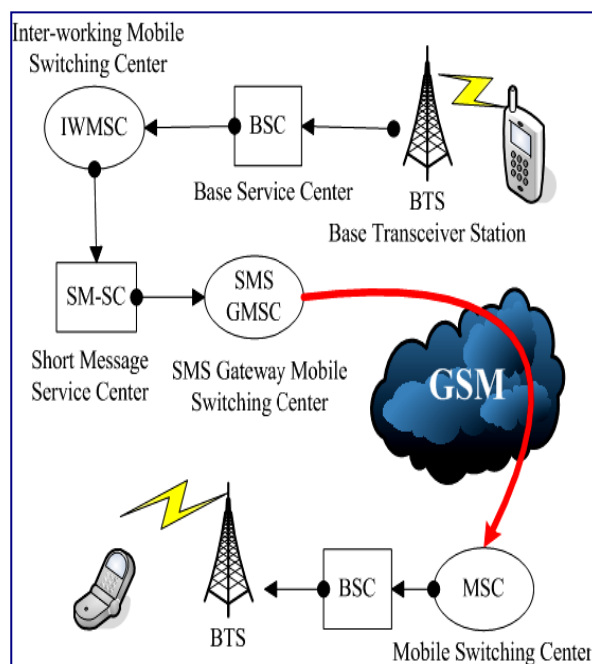 Inter-working Mobile
Switching Center
IWMSC
BSC
Base Service Center
BTS
Base Transceiver Station
SM-SC
Short Message
Service Center
SMS
GMSC
SMS Gateway Mobile
Switching Center
GSM
BTS
BSC
MSC
Mobile Switching Center